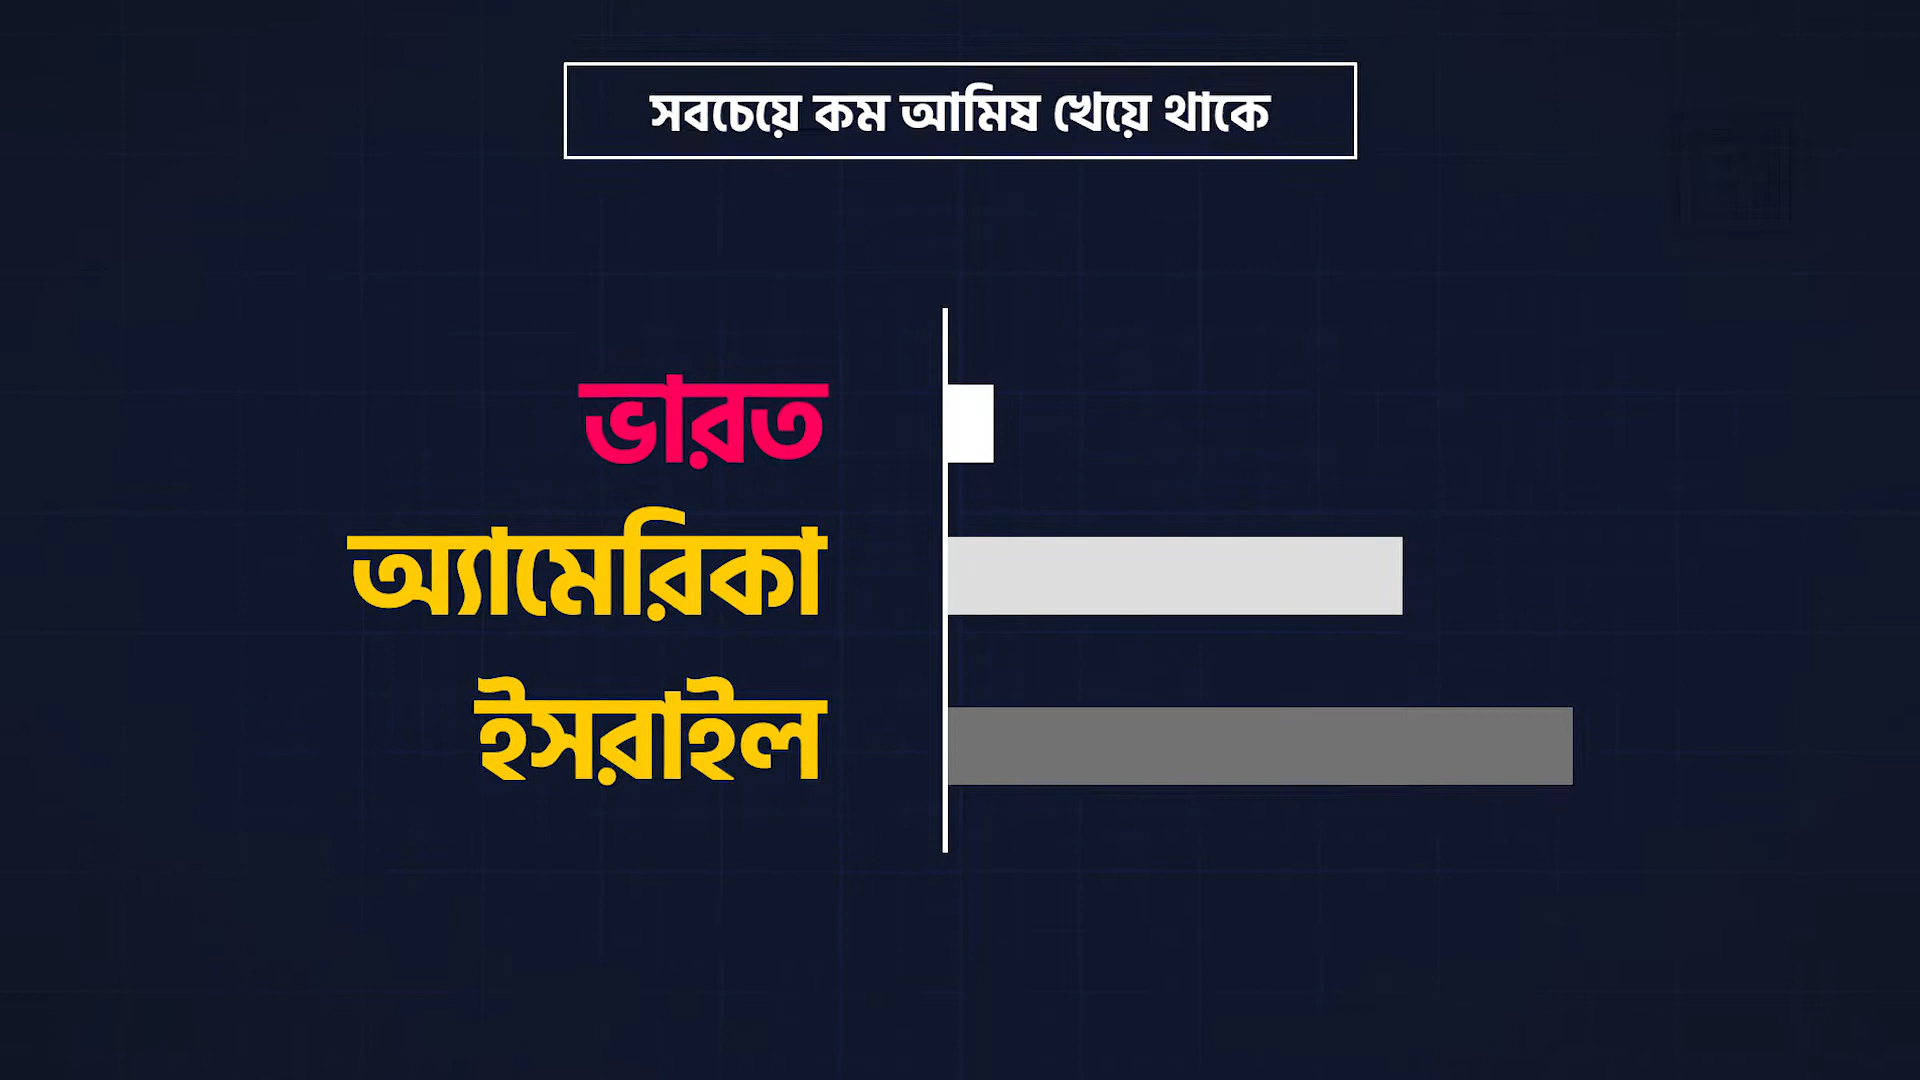 সবচেয়ে কম আমিষ খেয়ে থাকে
ভারত
অ্যামেরিকা
ইসরাইল